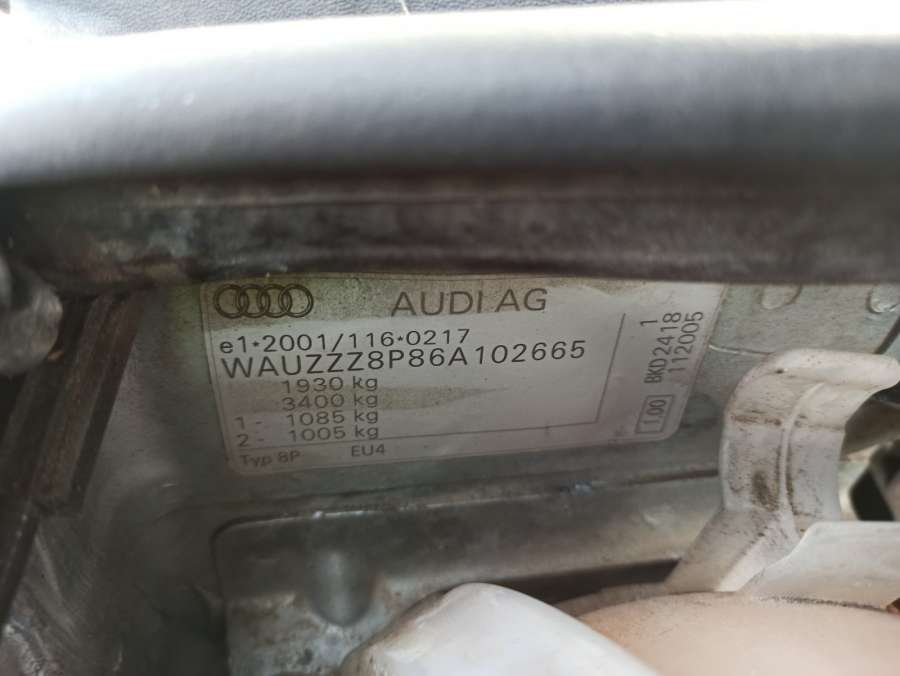 AUDI AG
e1*2001/116*0217
WAUZZZ8P86A102665
1930 kg
3400 kg
1 - 1085 kg
2 - 1005 kg
Typ 8P EU4
1
BKD2418
112005
1.00